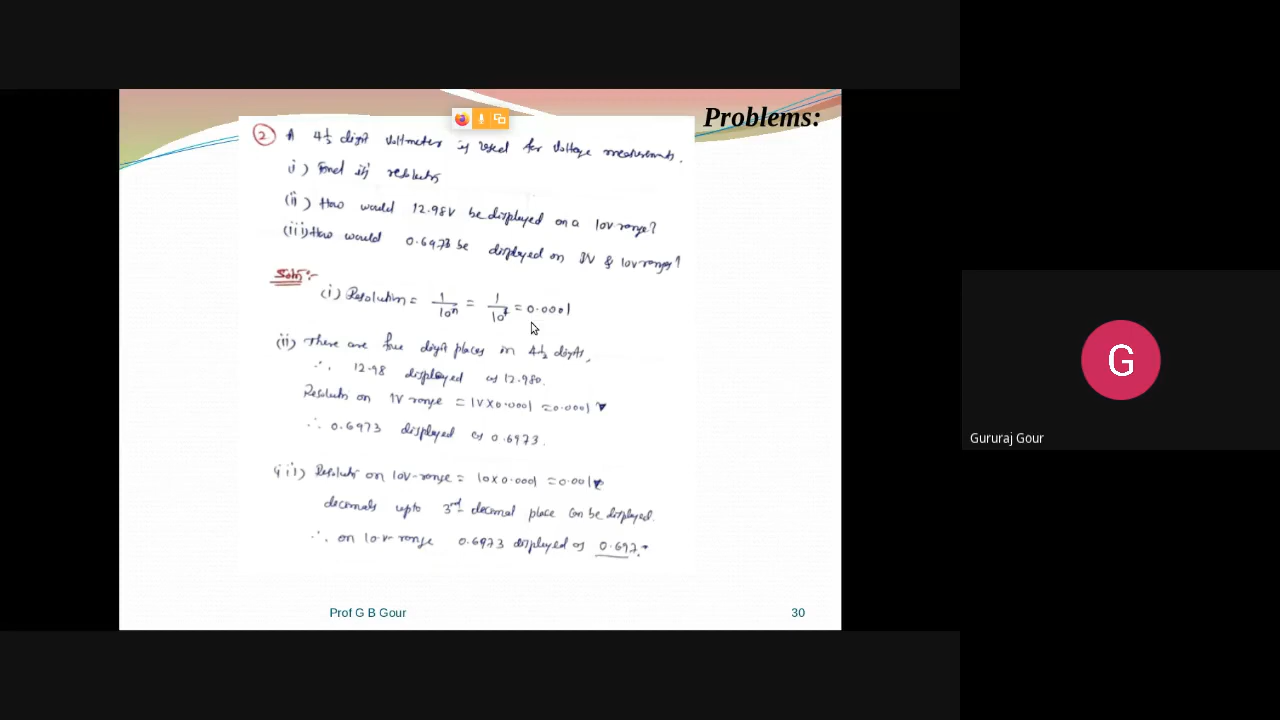 Problems:
2 A 4½ digit voltmeter is used for voltage measurements.
(i) Find its resolution
(ii) How would 12.98V be displayed on a 10V range?
(iii) How would 0.6973 be displayed on 1V & 10V ranges?
Soln:-
(i) Resolution = 1/10ⁿ = 1/10⁴ = 0.0001
(ii) There are five digit places in 4½ digits,
∴ 12.98 displayed as 12.980.
Resolution on 1V range = 1V X 0.0001 = 0.0001 V
∴ 0.6973 displayed as 0.6973.
(iii) Resolution on 10V-range = 10 X 0.0001 = 0.001V
decimals upto 3rd decimal place can be displayed.
∴ on 10V-range 0.6973 displayed as 0.697.
Prof G B Gour
30
G
Gururaj Gour